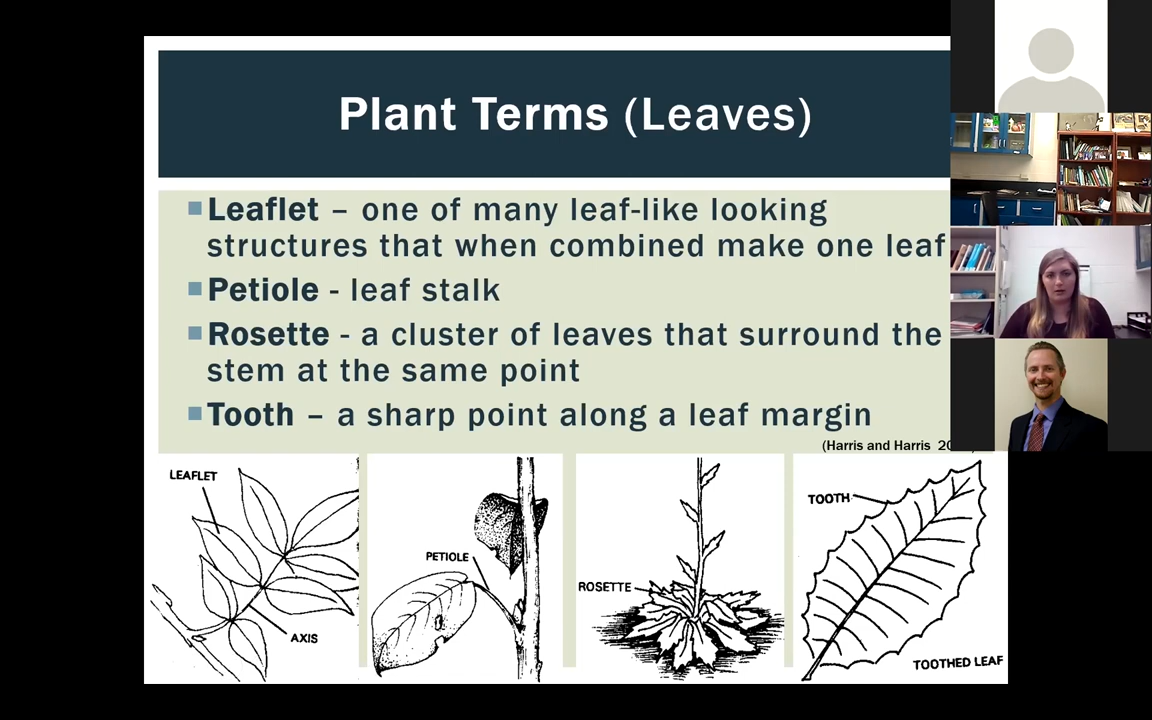 Plant Terms (Leaves)
Leaflet – one of many leaf-like looking
structures that when combined make one leaf
Petiole - leaf stalk
Rosette - a cluster of leaves that surround the
stem at the same point
Tooth – a sharp point along a leaf margin
(Harris and Harris
LEAFLET
AXIS
PETIOLE
ROSETTE
TOOTH
TOOTHED LEAF